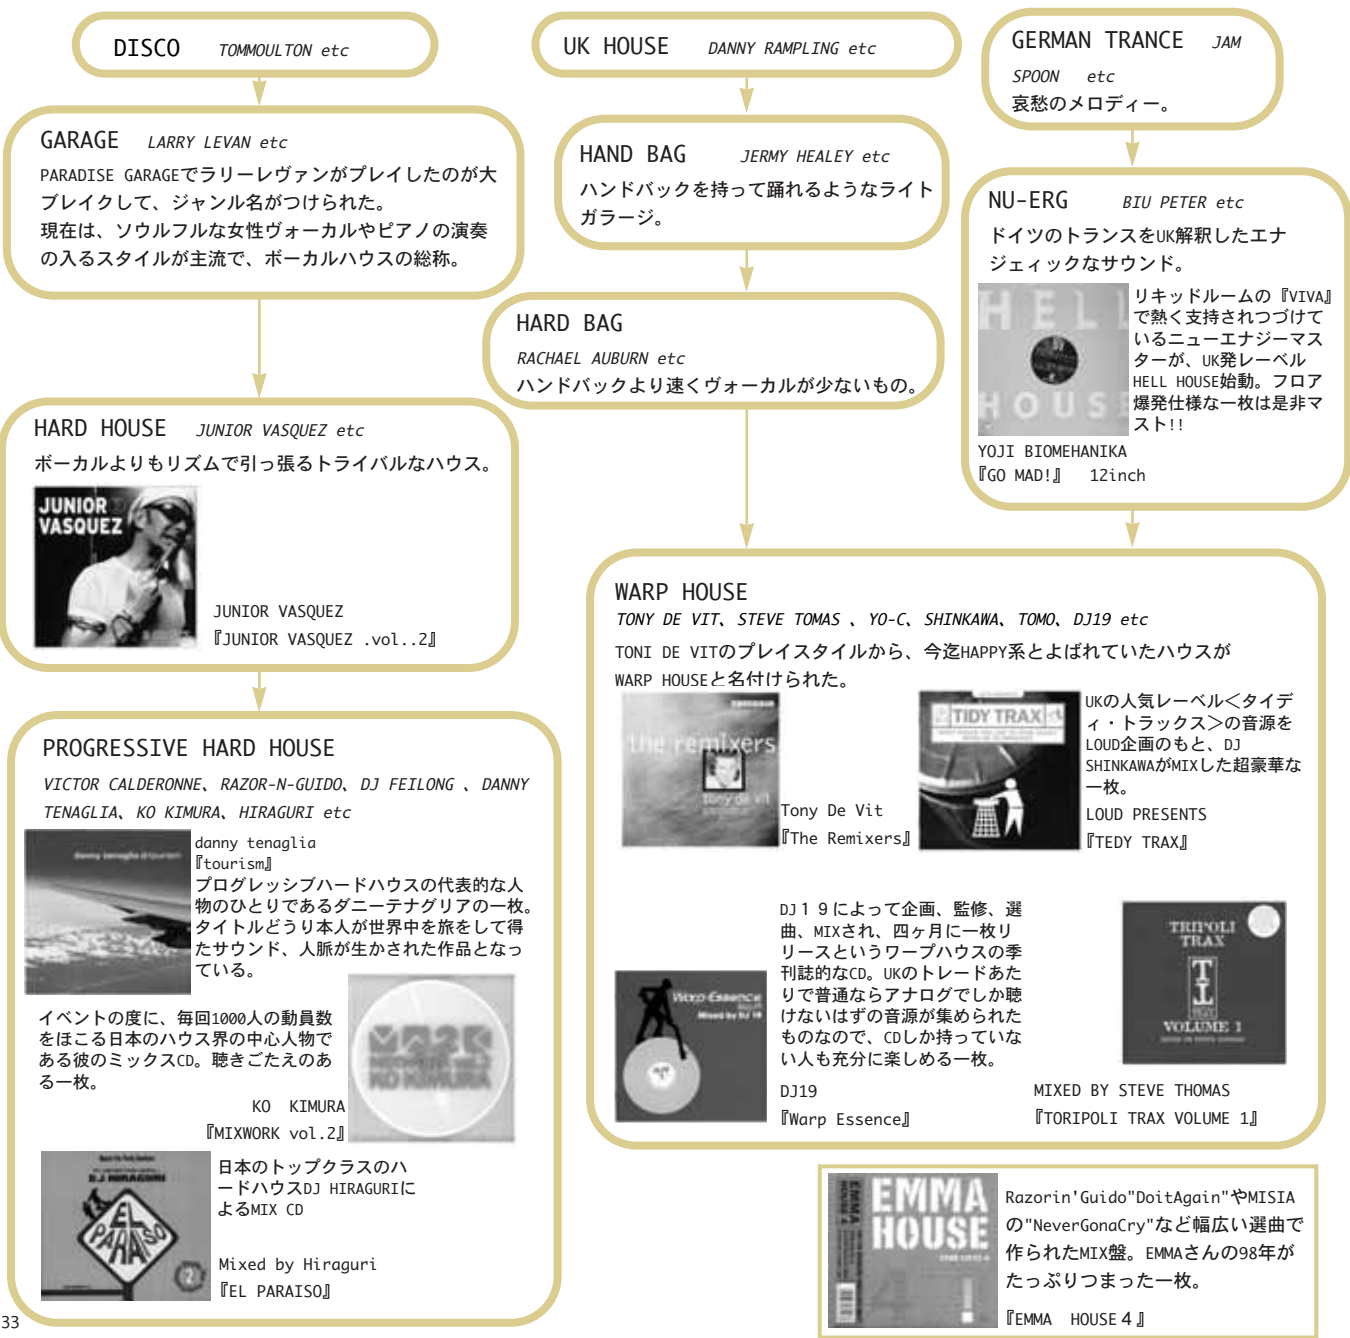 DISCO TOMMOULTON etc
GARAGE LARRY LEVAN etc
PARADISE GARAGEでラリーレヴァンがプレイしたのが大
ブレイクして、ジャンル名がつけられた。
現在は、ソウルフルな女性ヴォーカルやピアノの演奏
の入るスタイルが主流で、ボーカルハウスの総称。
HARD HOUSE JUNIOR VASQUEZ etc
ボーカルよりもリズムで引っ張るトライバルなハウス。
JUNIOR
VASQUEZ
JUNIOR VASQUEZ
『JUNIOR VASQUEZ .vol..2』
PROGRESSIVE HARD HOUSE
VICTOR CALDERONNE、RAZOR-N-GUIDO、DJ FEILONG 、DANNY
TENAGLIA、KO KIMURA、HIRAGURI etc
danny tenaglia tourism
danny tenaglia
『tourism』
プログレッシブハードハウスの代表的な人
物のひとりであるダニーテナグリアの一枚。
タイトルどうり本人が世界中を旅をして得
たサウンド、人脈が生かされた作品となっ
ている。
イベントの度に、毎回1000人の動員数
をほこる日本のハウス界の中心人物で
ある彼のミックスCD。聴きごたえのあ
る一枚。
KO KIMURA
KO KIMURA
『MIXWORK vol.2』
DJ HIRAGURI
EL
PARAISO
2
日本のトップクラスのハ
ードハウスDJ HIRAGURIに
よるMIX CD
Mixed by Hiraguri
『EL PARAISO』
33
UK HOUSE DANNY RAMPLING etc
HAND BAG JERMY HEALEY etc
ハンドバックを持って踊れるようなライト
ガラージ。
HARD BAG
RACHAEL AUBURN etc
ハンドバックより速くヴォーカルが少ないもの。
GERMAN TRANCE JAM
SPOON etc
哀愁のメロディー。
NU-ERG BIU PETER etc
ドイツのトランスをUK解釈したエナ
ジェィックなサウンド。
HELL
HOUSE
リキッドルームの『VIVA』
で熱く支持されつづけて
いるニューエナジーマス
ターが、UK発レーベル
HELL HOUSE始動。フロア
爆発仕様な一枚は是非マ
スト!!
YOJI BIOMEHANIKA
『GO MAD!』 12inch
WARP HOUSE
TONY DE VIT、STEVE TOMAS 、YO-C、SHINKAWA、TOMO、DJ19 etc
TONI DE VITのプレイスタイルから、今迄HAPPY系とよばれていたハウスが
WARP HOUSEと名付けられた。
the remixers
tony de vit
Tony De Vit
『The Remixers』
TIDY TRAX
UKの人気レーベル＜タイデ
ィ・トラックス＞の音源を
LOUD企画のもと、DJ
SHINKAWAがMIXした超豪華な
一枚。
LOUD PRESENTS
『TEDY TRAX』
Warp Essence
Mixed by DJ 19
DJ１９によって企画、監修、選
曲、MIXされ、四ヶ月に一枚リ
リースというワープハウスの季
刊誌的なCD。UKのトレードあた
りで普通ならアナログでしか聴
けないはずの音源が集められた
ものなので、CDしか持っていな
い人も充分に楽しめる一枚。
DJ19
『Warp Essence』
TRIPOLI
TRAX
TT
VOLUME 1
MIXED BY STEVE THOMAS
『TORIPOLI TRAX VOLUME 1』
EMMA
HOUSE
EMMA
HOUSE 4
Razorin'Guido"DoitAgain"やMISIA
の"NeverGonaCry"など幅広い選曲で
作られたMIX盤。EMMAさんの98年が
たっぷりつまった一枚。
『EMMA HOUSE４』